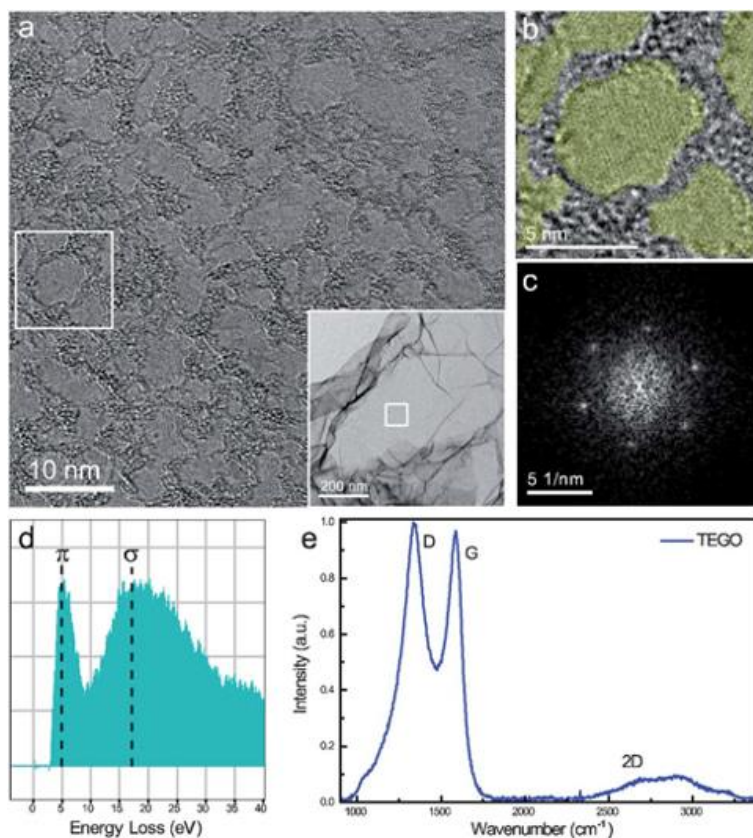 a
10 nm
200 nm
b
5 nm
c
5 1/nm
d
π
σ
0 5 10 15 20 25 30 35 40
Energy Loss (eV)
e
TEGO
D
G
2D
1.0
0.8
0.6
0.4
0.2
0.0
Intensity (a.u.)
1000 1500 2000 2500 3000
Wavenumber (cm⁻¹)